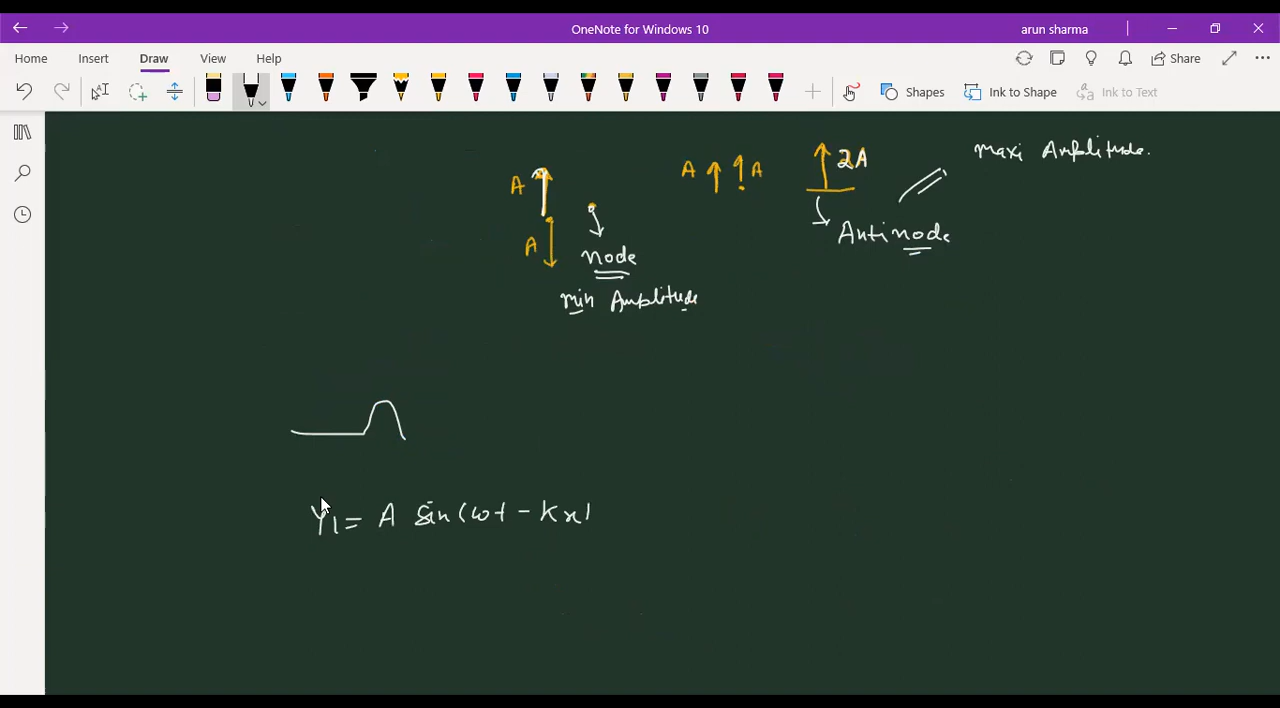 OneNote for Windows 10
arun sharma
Home Insert Draw View Help
Share
Shapes
Ink to Shape
Ink to Text
A
A
node
min Amplitude
A A
2A
Antinode
maxi Amplitude.
Y1 = A sin(ωt - Kx)